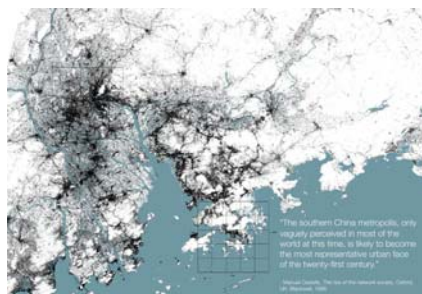 "The southern China metropolis, only
vaguely perceived in most of the
world at this time, is likely to become
the most representative urban face
of the twenty-first century."
Manuel Castells, The rise of the network society, Oxford,
UK: Blackwell, 1996